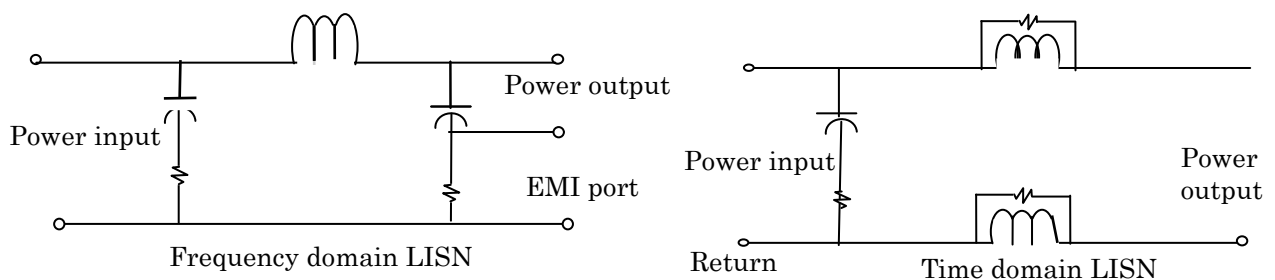 Power output
Power input
EMI port
Frequency domain LISN
Power input
Power
output
Return
Time domain LISN